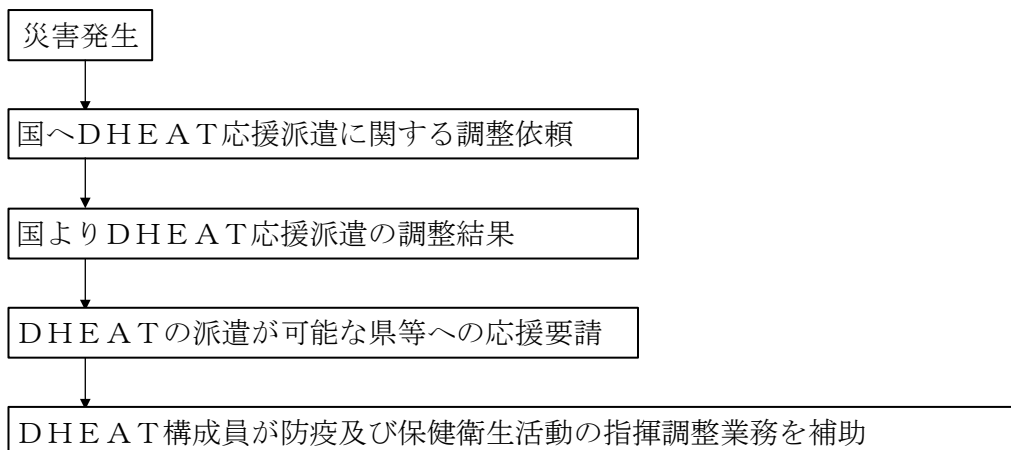 災害発生
国へＤＨＥＡＴ応援派遣に関する調整依頼
国よりＤＨＥＡＴ応援派遣の調整結果
ＤＨＥＡＴの派遣が可能な県等への応援要請
ＤＨＥＡＴ構成員が防疫及び保健衛生活動の指揮調整業務を補助